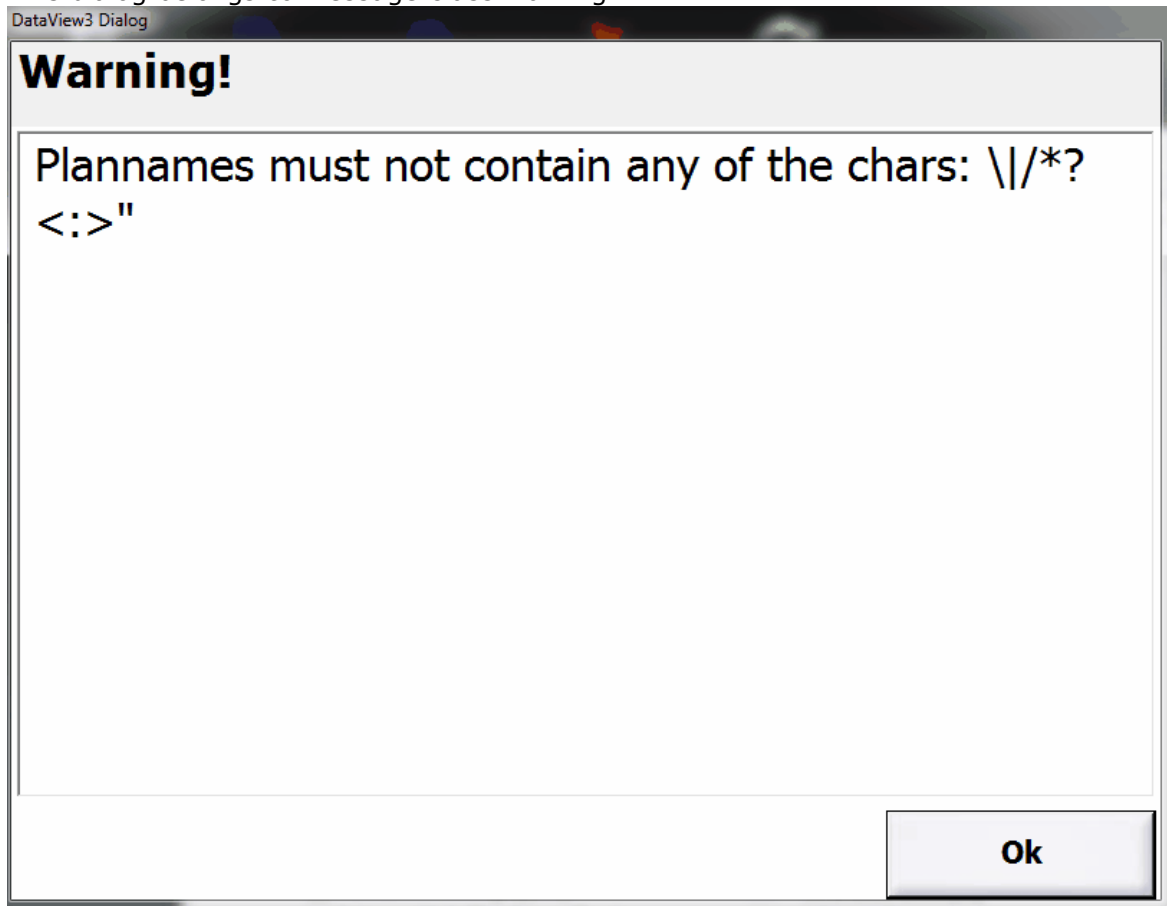 DataView3 Dialog
Warning!
Plannames must not contain any of the chars: \|/*?
<:>"
Ok